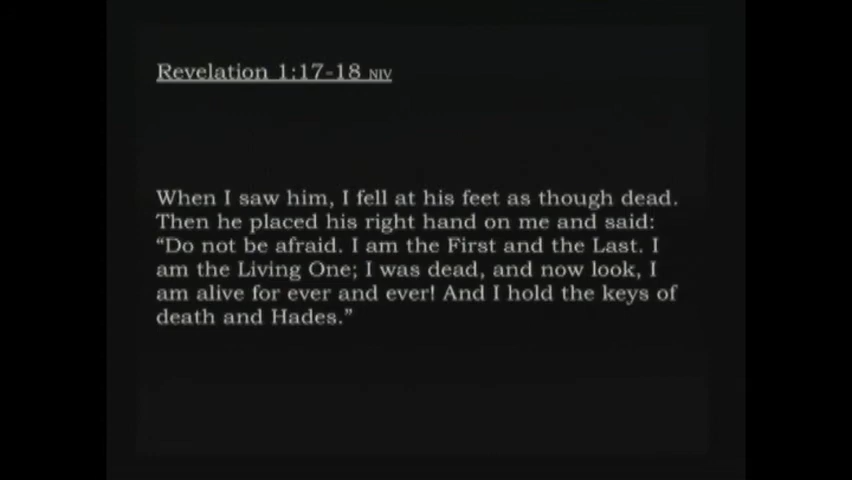 Revelation 1:17-18 NIV
When I saw him, I fell at his feet as though dead.
Then he placed his right hand on me and said:
“Do not be afraid. I am the First and the Last. I
am the Living One; I was dead, and now look, I
am alive for ever and ever! And I hold the keys of
death and Hades.”